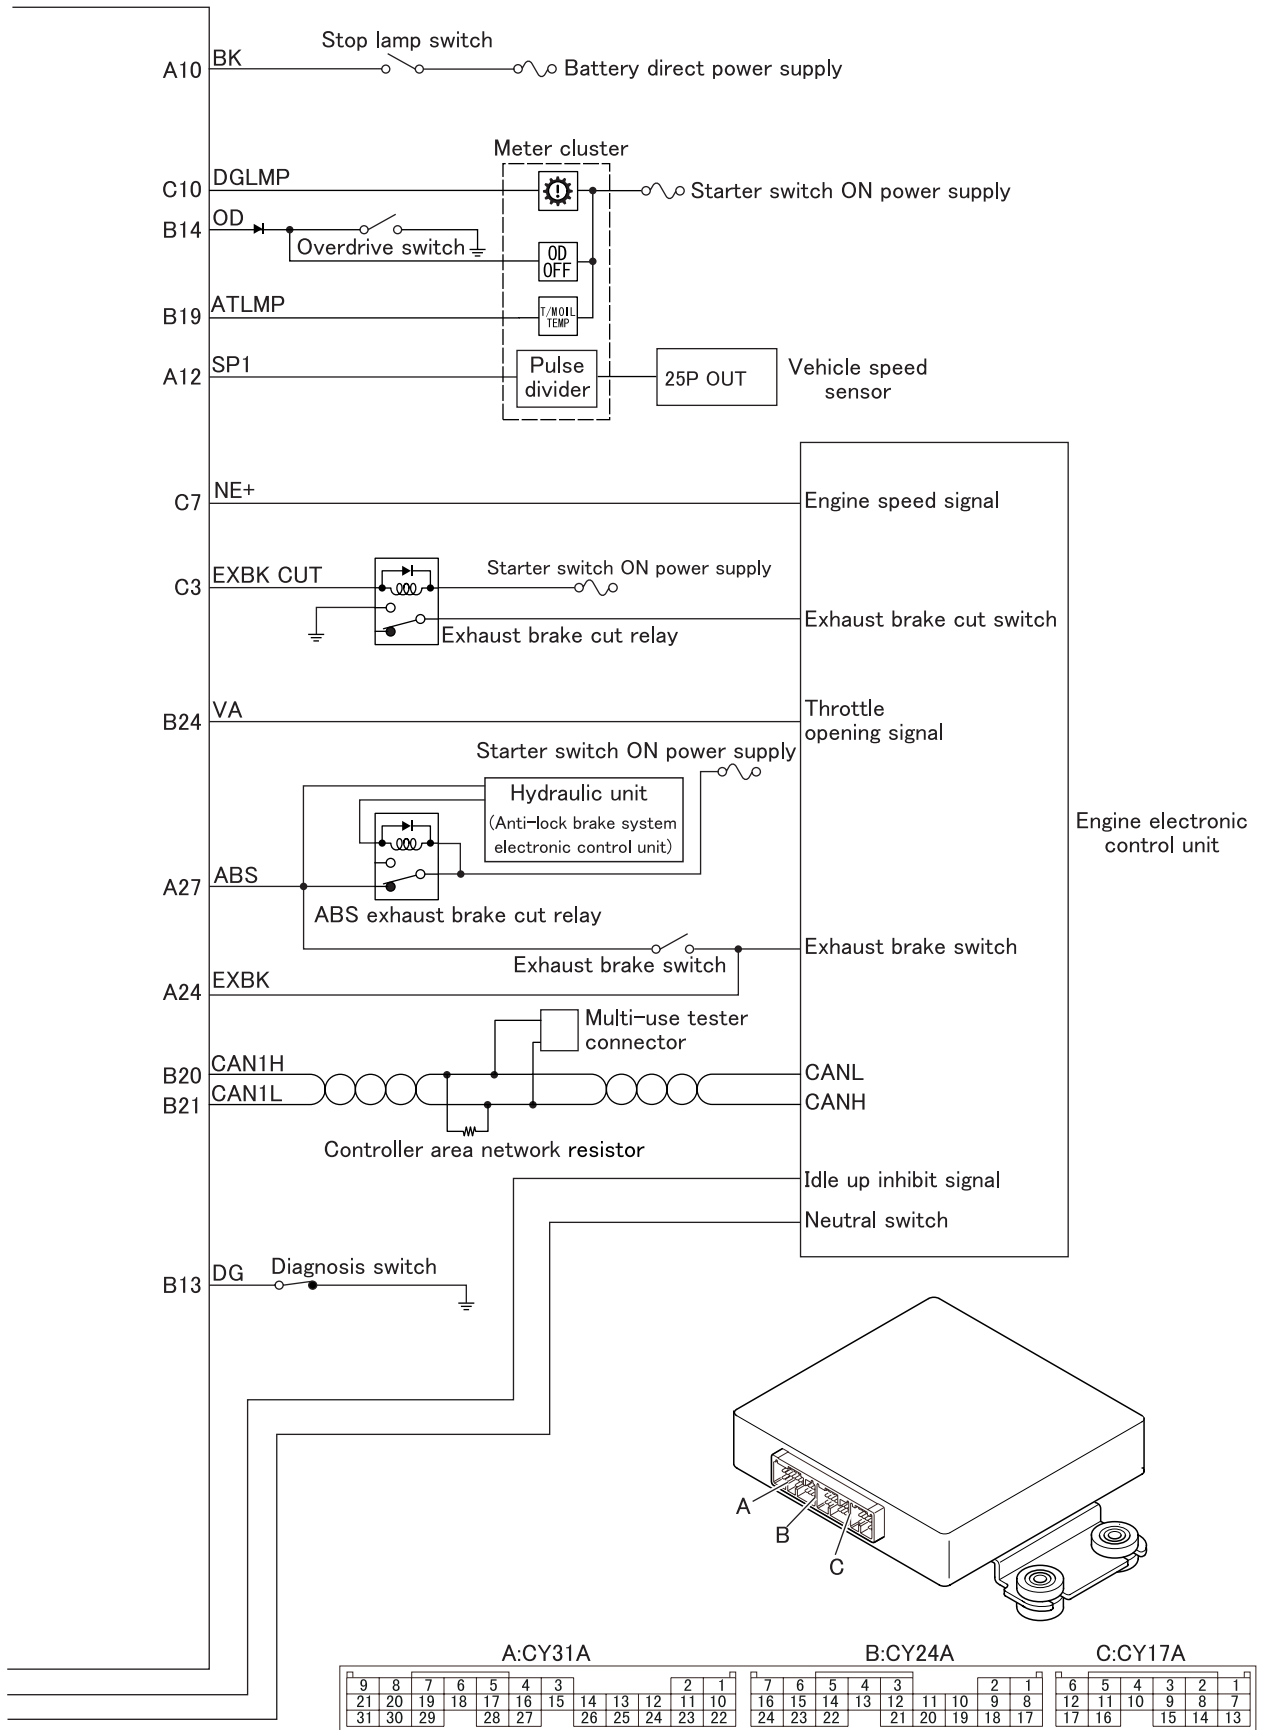 Stop lamp switch
A10 BK
Battery direct power supply
Meter cluster
C10 DGLMP
Starter switch ON power supply
B14 OD
Overdrive switch
OD
OFF
B19 ATLMP
T/MOIL
TEMP
A12 SP1
Pulse
divider
25P OUT
Vehicle speed
sensor
C7 NE+
Engine speed signal
C3 EXBK CUT
Starter switch ON power supply
Exhaust brake cut relay
Exhaust brake cut switch
B24 VA
Throttle
opening signal
Starter switch ON power supply
Hydraulic unit
(Anti-lock brake system
electronic control unit)
Engine electronic
control unit
A27 ABS
ABS exhaust brake cut relay
Exhaust brake switch
Exhaust brake switch
A24 EXBK
Multi-use tester
connector
B20 CAN1H
CANL
B21 CAN1L
CANH
Controller area network resistor
Idle up inhibit signal
Neutral switch
B13 DG
Diagnosis switch
A
B
C
A:CY31A B:CY24A C:CY17A
9 8 7 6 5 4 3 2 1 7 6 5 4 3 2 1 6 5 4 3 2 1
21 20 19 18 17 16 15 14 13 12 11 10 16 15 14 13 12 11 10 9 8 12 11 10 9 8 7
31 30 29 28 27 26 25 24 23 22 24 23 22 21 20 19 18 17 17 16 15 14 13